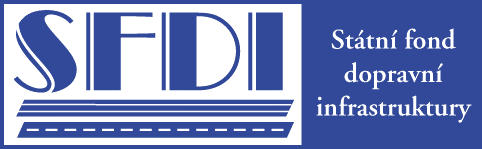 SFDI
Státní fond
dopravní
infrastruktury